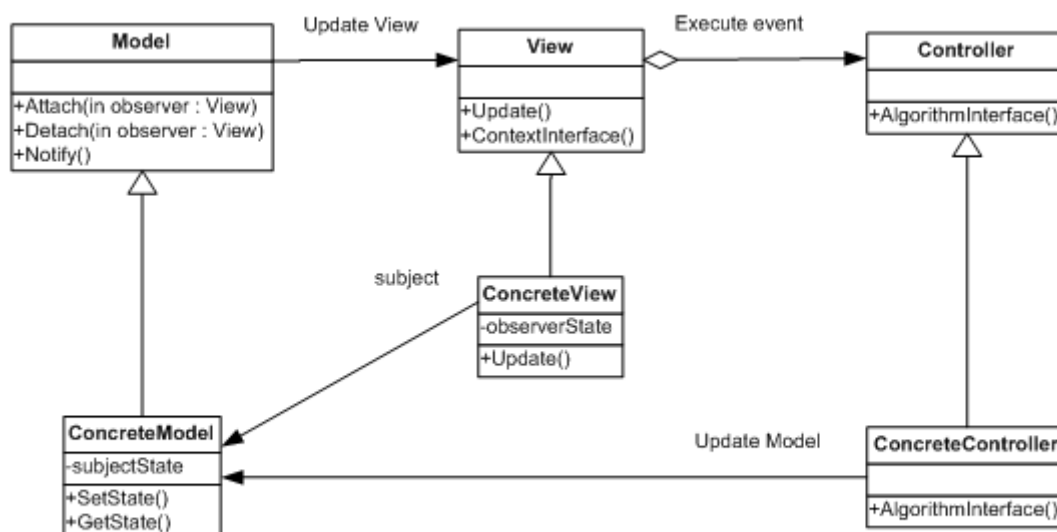 Model
+Attach(in observer : View)
+Detach(in observer : View)
+Notify()
Update View
View
+Update()
+ContextInterface()
Execute event
Controller
+AlgorithmInterface()
subject
ConcreteView
-observerState
+Update()
ConcreteModel
-subjectState
+SetState()
+GetState()
Update Model
ConcreteController
+AlgorithmInterface()